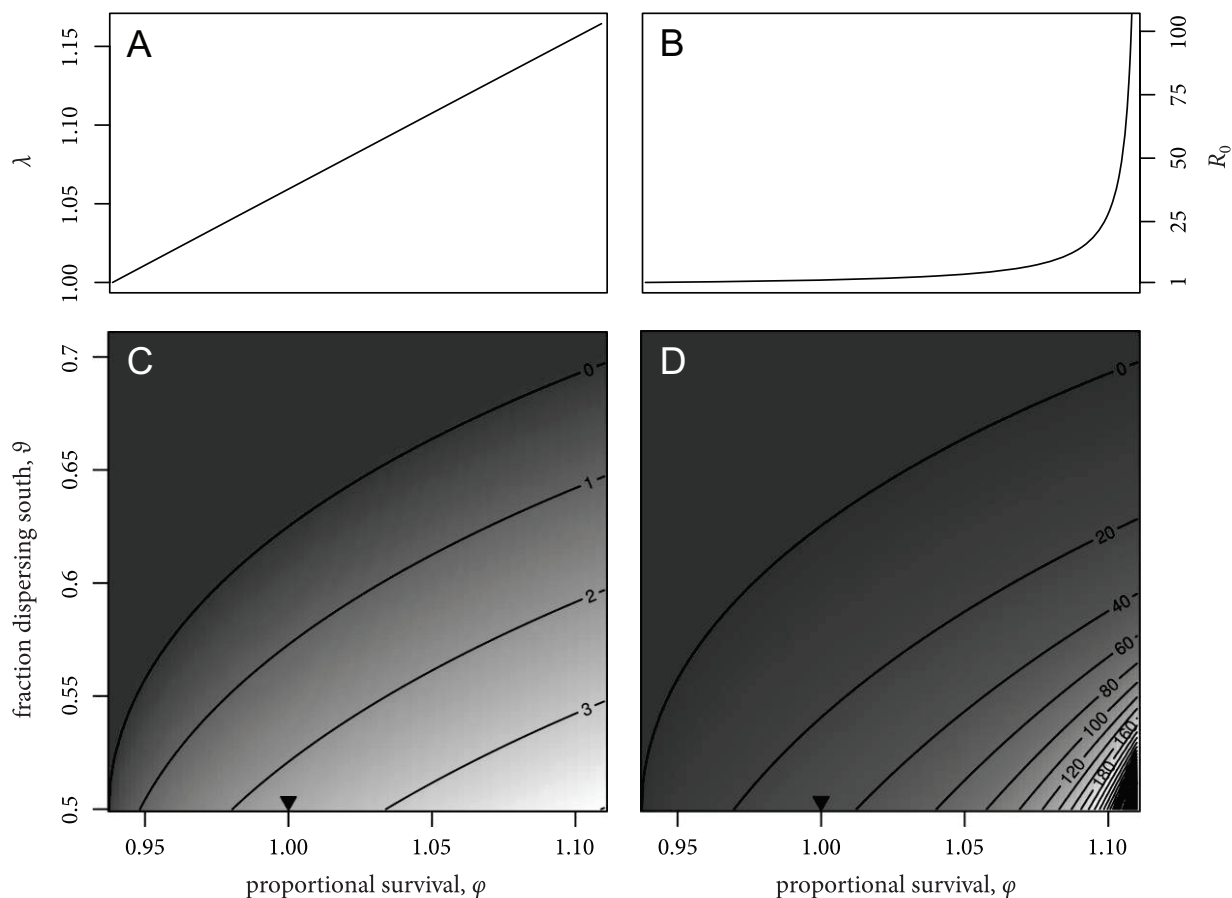 A
B
λ
1.00
1.05
1.10
1.15
1
25
50
75
100
R0
C
D
fraction dispersing south, ϑ
0.7
0.65
0.6
0.55
0.5
0
1
2
3
0
20
40
60
80
100
120
160
180
0.95 1.00 1.05 1.10
0.95 1.00 1.05 1.10
proportional survival, φ
proportional survival, φ